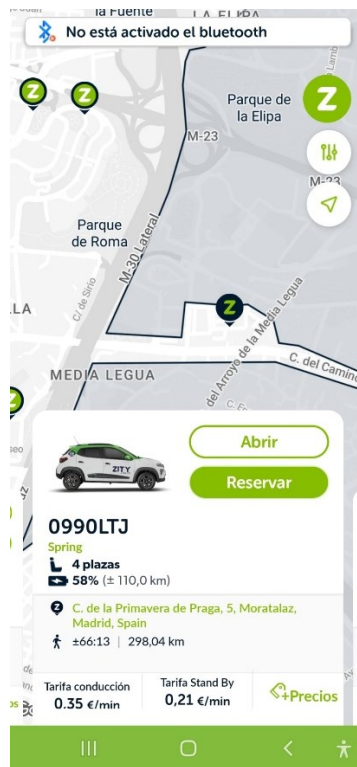 la Fuente
LA ELIPA
No está activado el bluetooth
Z
Z
Z
Parque de
la Elipa
M-23
M-23
Parque
de Roma
M-30 Lateral
C/ de Sirio
Z
del Arroyo de la Media Legua
C. del Camino
MEDIA LEGUA
Abrir
ZITY
Reservar
0990LTJ
Spring
4 plazas
58% (± 110,0 km)
C. de la Primavera de Praga, 5, Moratalaz,
Madrid, Spain
±66:13 | 298,04 km
Tarifa conducción
0.35 €/min
Tarifa Stand By
0,21 €/min
+Precios